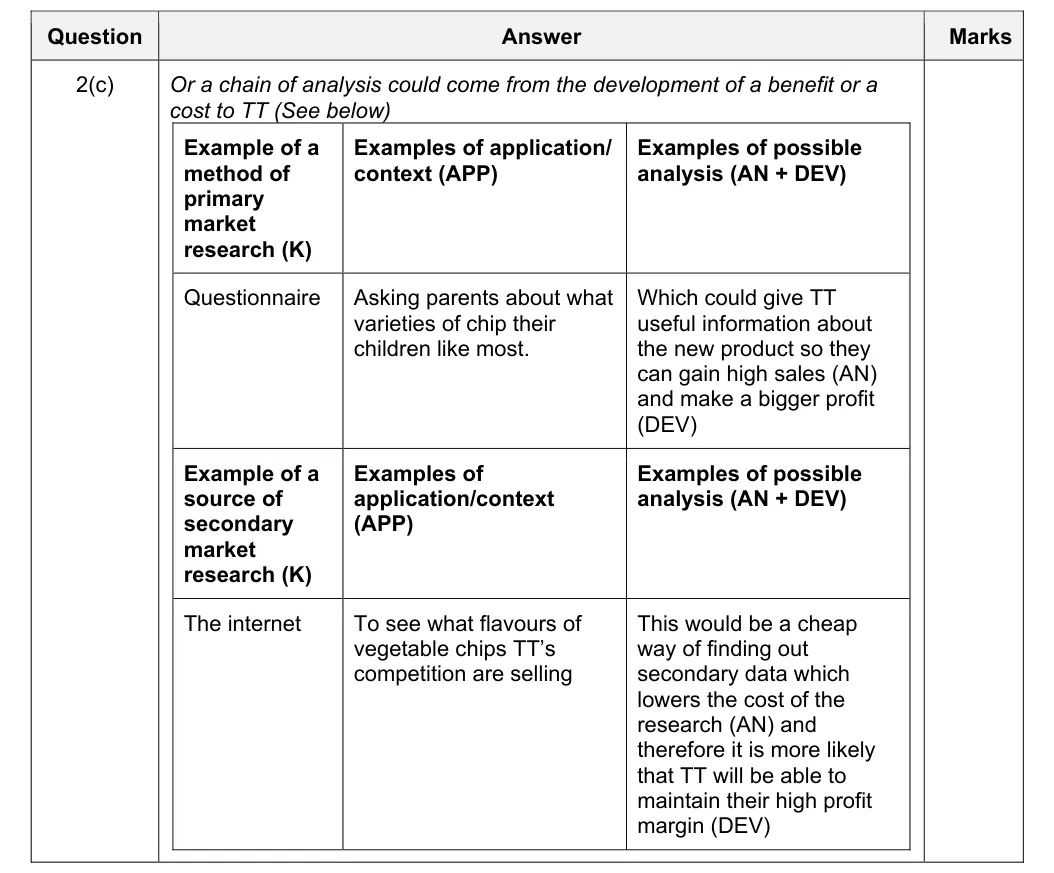 Question Answer Marks
2(c) Or a chain of analysis could come from the development of a benefit or a
cost to TT (See below)
Example of a
method of
primary
market
research (K)
Examples of application/
context (APP)
Examples of possible
analysis (AN + DEV)
Questionnaire
Asking parents about what
varieties of chip their
children like most.
Which could give TT
useful information about
the new product so they
can gain high sales (AN)
and make a bigger profit
(DEV)
Example of a
source of
secondary
market
research (K)
Examples of
application/context
(APP)
Examples of possible
analysis (AN + DEV)
The internet
To see what flavours of
vegetable chips TT’s
competition are selling
This would be a cheap
way of finding out
secondary data which
lowers the cost of the
research (AN) and
therefore it is more likely
that TT will be able to
maintain their high profit
margin (DEV)